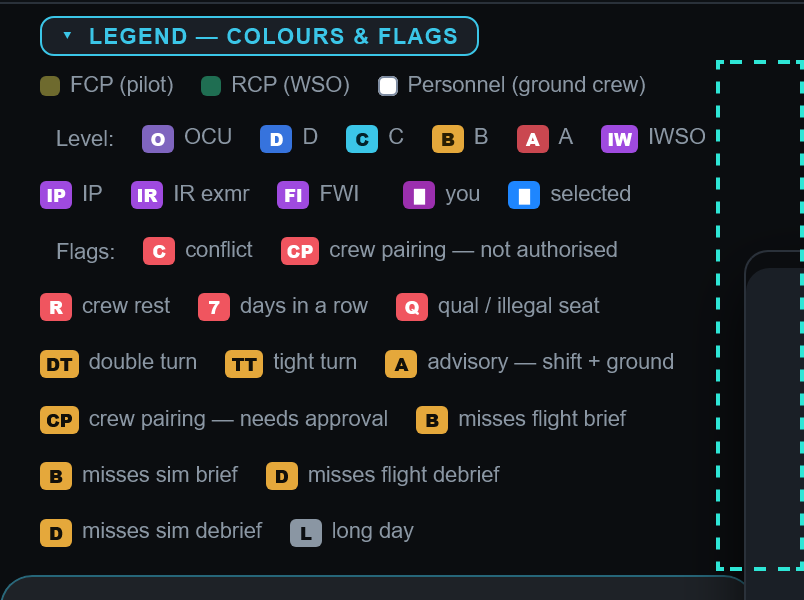 ▼ LEGEND — COLOURS & FLAGS
FCP (pilot) RCP (WSO) Personnel (ground crew)
Level: O OCU D D C C B B A A IW IWSO
IP IP IR IR exmr FI FWI you selected
Flags: C conflict CP crew pairing — not authorised
R crew rest 7 days in a row Q qual / illegal seat
DT double turn TT tight turn A advisory — shift + ground
CP crew pairing — needs approval B misses flight brief
B misses sim brief D misses flight debrief
D misses sim debrief L long day